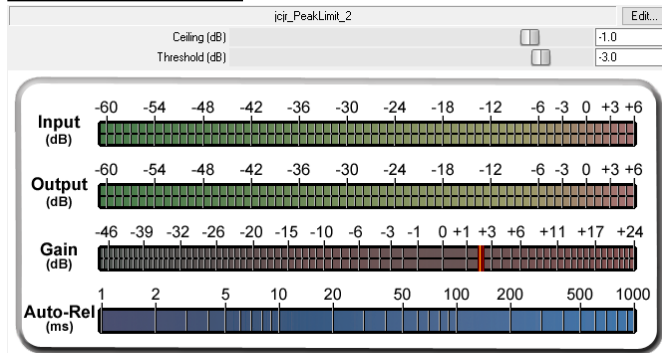 jcjr_PeakLimit_2 Edit...
Ceiling (dB) -1.0
Threshold (dB) -3.0
-60 -54 -48 -42 -36 -30 -24 -18 -12 -6 -3 0 +3 +6
Input
(dB)
-60 -54 -48 -42 -36 -30 -24 -18 -12 -6 -3 0 +3 +6
Output
(dB)
-46 -39 -32 -26 -20 -15 -10 -6 -3 -1 0 +1 +3 +6 +11 +17 +24
Gain
(dB)
1 2 5 10 20 50 100 200 500 1000
Auto-Rel
(ms)